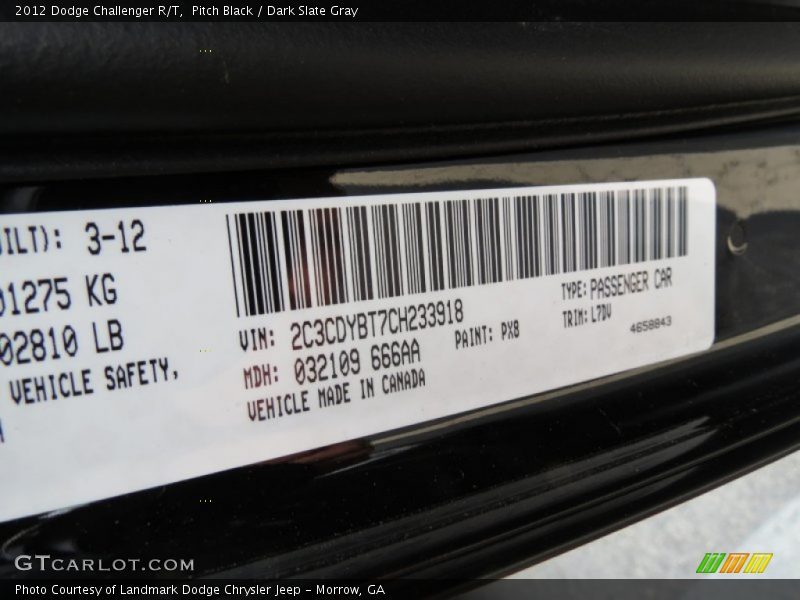 2012 Dodge Challenger R/T,  Pitch Black / Dark Slate Gray
3-12
01275 KG
02810 LB
VEHICLE SAFETY,
VIN: 2C3CDYBT7CH233918
TYPE: PASSENGER CAR
MDH: 032109 666AA
PAINT: PX8
TRIM: L7DV
VEHICLE MADE IN CANADA
4658843
GTCARLOT.COM
Photo Courtesy of Landmark Dodge Chrysler Jeep – Morrow, GA